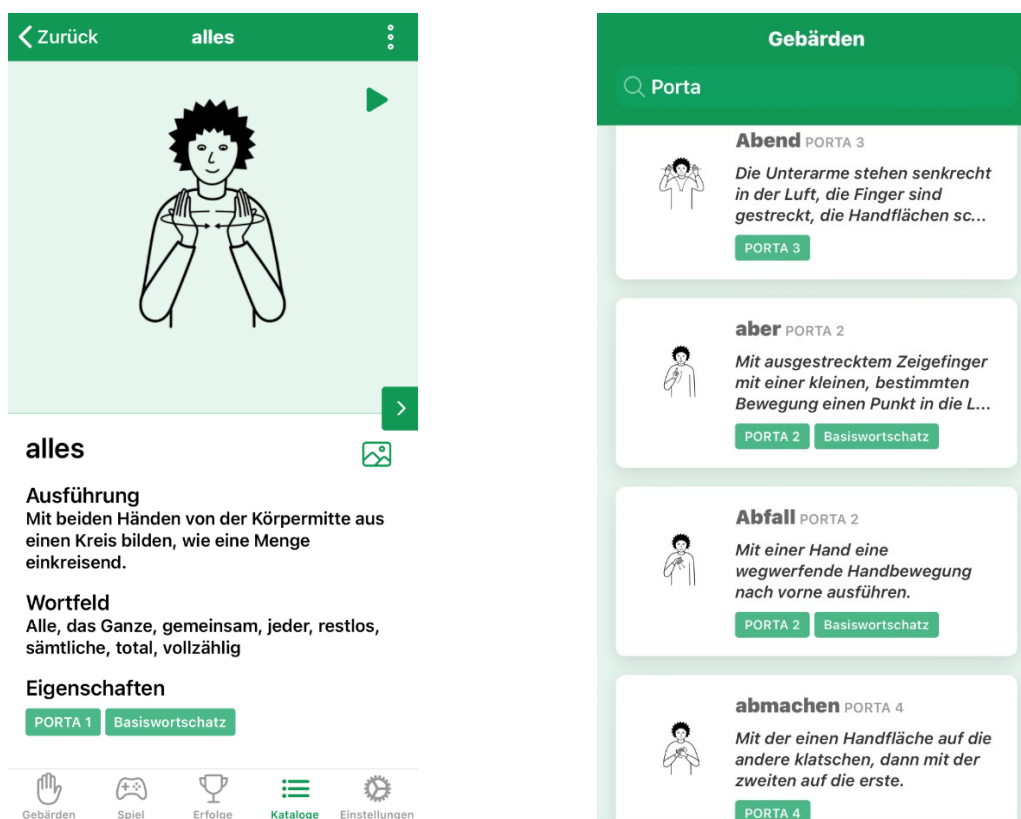 Zurück
alles
alles
Ausführung
Mit beiden Händen von der Körpermitte aus
einen Kreis bilden, wie eine Menge
einkreisend.
Wortfeld
Alle, das Ganze, gemeinsam, jeder, restlos,
sämtliche, total, vollzählig
Eigenschaften
PORTA 1 Basiswortschatz
Gebärden Spiel Erfolge Kataloge Einstellungen
Gebärden
Porta
Abend PORTA 3
Die Unterarme stehen senkrecht
in der Luft, die Finger sind
gestreckt, die Handflächen sc...
PORTA 3
aber PORTA 2
Mit ausgestrecktem Zeigefinger
mit einer kleinen, bestimmten
Bewegung einen Punkt in die L...
PORTA 2 Basiswortschatz
Abfall PORTA 2
Mit einer Hand eine
wegwerfende Handbewegung
nach vorne ausführen.
PORTA 2 Basiswortschatz
abmachen PORTA 4
Mit der einen Handfläche auf die
andere klatschen, dann mit der
zweiten auf die erste.
PORTA 4